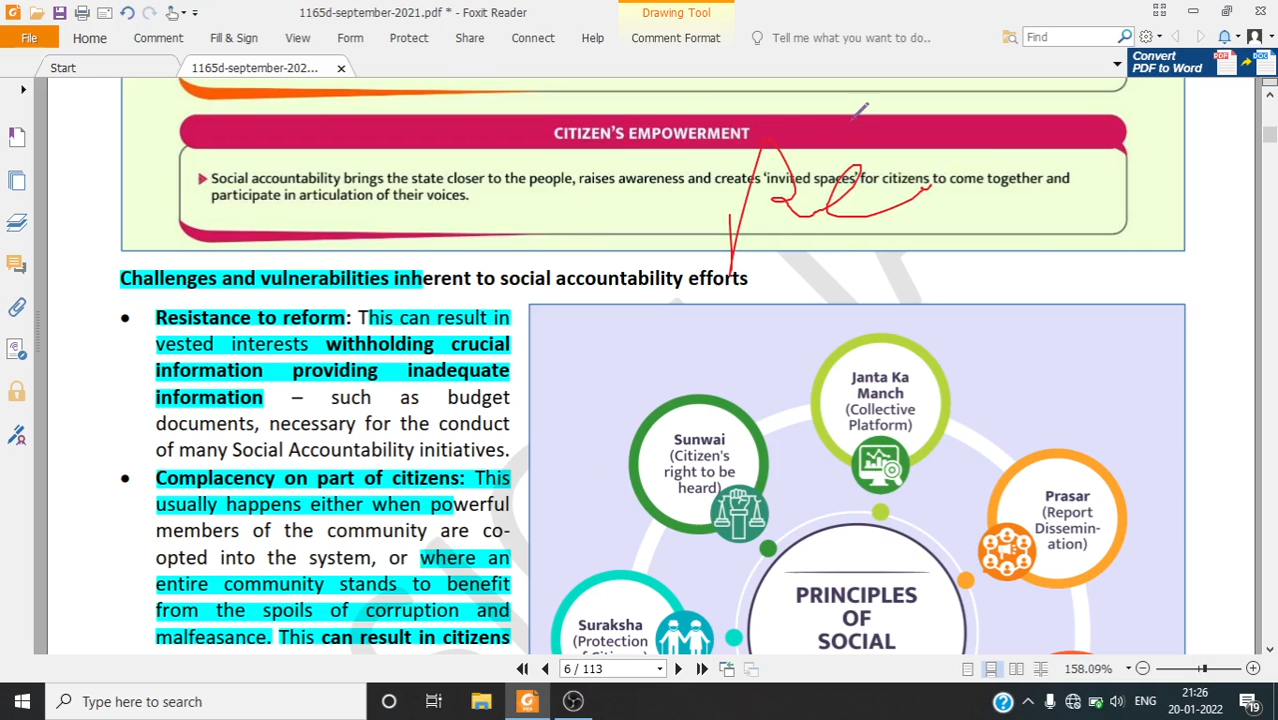 1165d-september-2021.pdf * - Foxit Reader
Drawing Tool
File
Home
Comment
Fill & Sign
View
Form
Protect
Share
Connect
Help
Comment Format
Tell me what you want to do..
Find
Start
1165d-september-202...
Convert
PDF to Word
CITIZEN'S EMPOWERMENT
Social accountability brings the state closer to the people, raises awareness and creates 'invited spaces' for citizens to come together and
participate in articulation of their voices.
Challenges and vulnerabilities inherent to social accountability efforts
• Resistance to reform: This can result in
vested interests withholding crucial
information providing inadequate
information – such as budget
documents, necessary for the conduct
of many Social Accountability initiatives.
• Complacency on part of citizens: This
usually happens either when powerful
members of the community are co-
opted into the system, or where an
entire community stands to benefit
from the spoils of corruption and
malfeasance. This can result in citizens
Janta Ka
Manch
(Collective
Platform)
Sunwai
(Citizen's
right to be
heard)
Prasar
(Report
Dissemin-
ation)
Suraksha
(Protection
PRINCIPLES
OF
SOCIAL
6 / 113
158.09%
Type here to search
ENG
21:26
20-01-2022
19